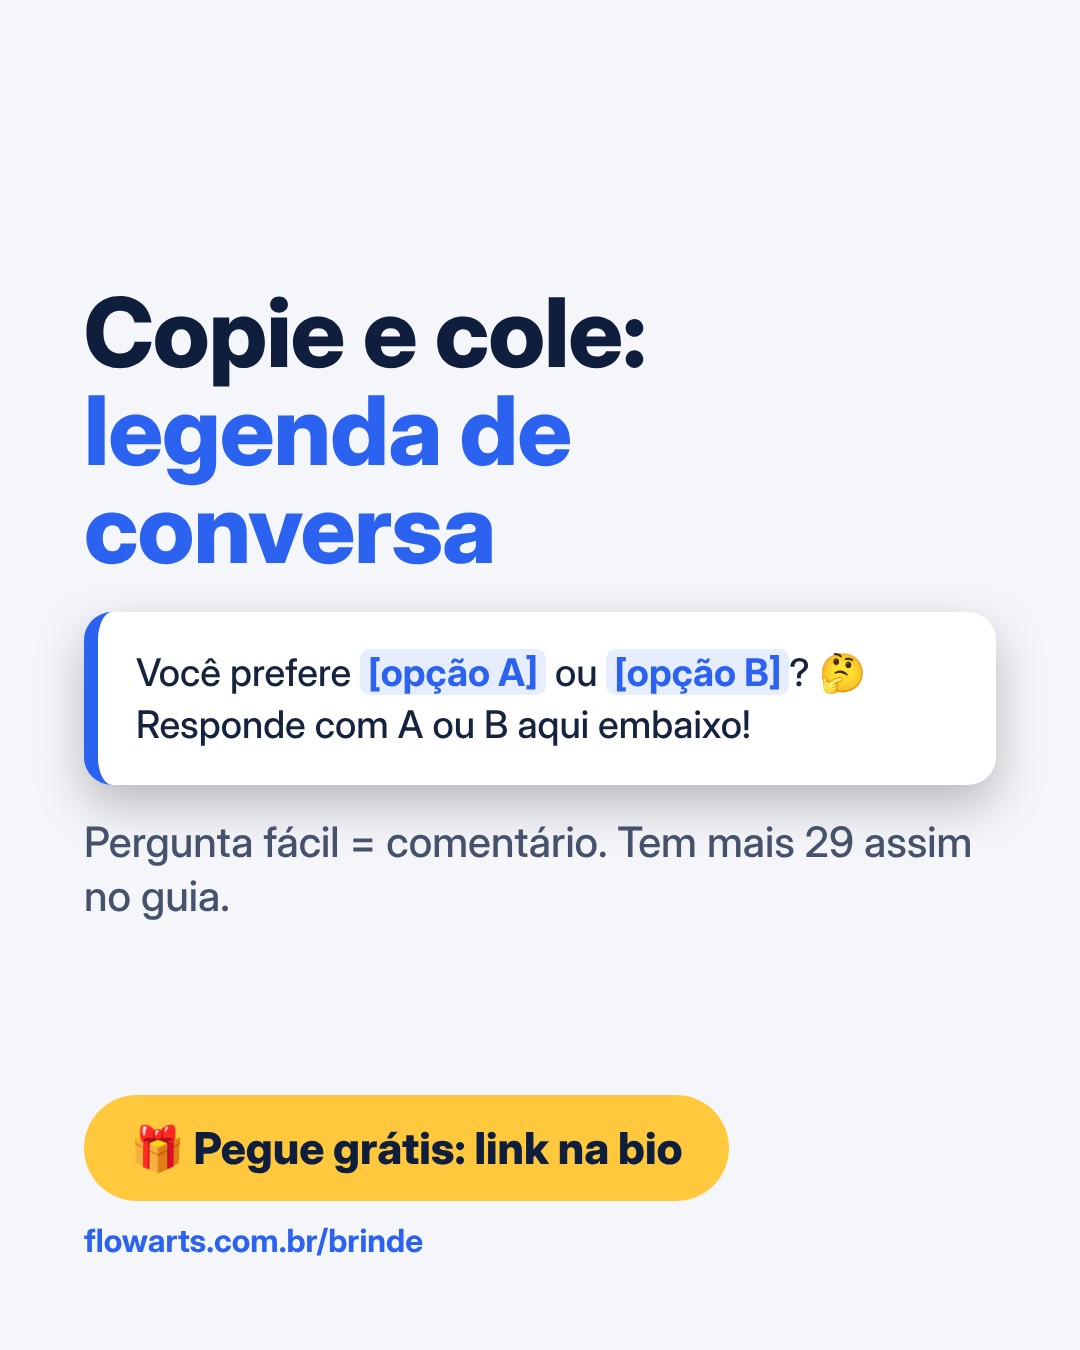 Copie e cole:
legenda de
conversa
Você prefere [opção A] ou [opção B]? 🤔
Responde com A ou B aqui embaixo!
Pergunta fácil = comentário. Tem mais 29 assim
no guia.
🎁 Pegue grátis: link na bio
flowarts.com.br/brinde